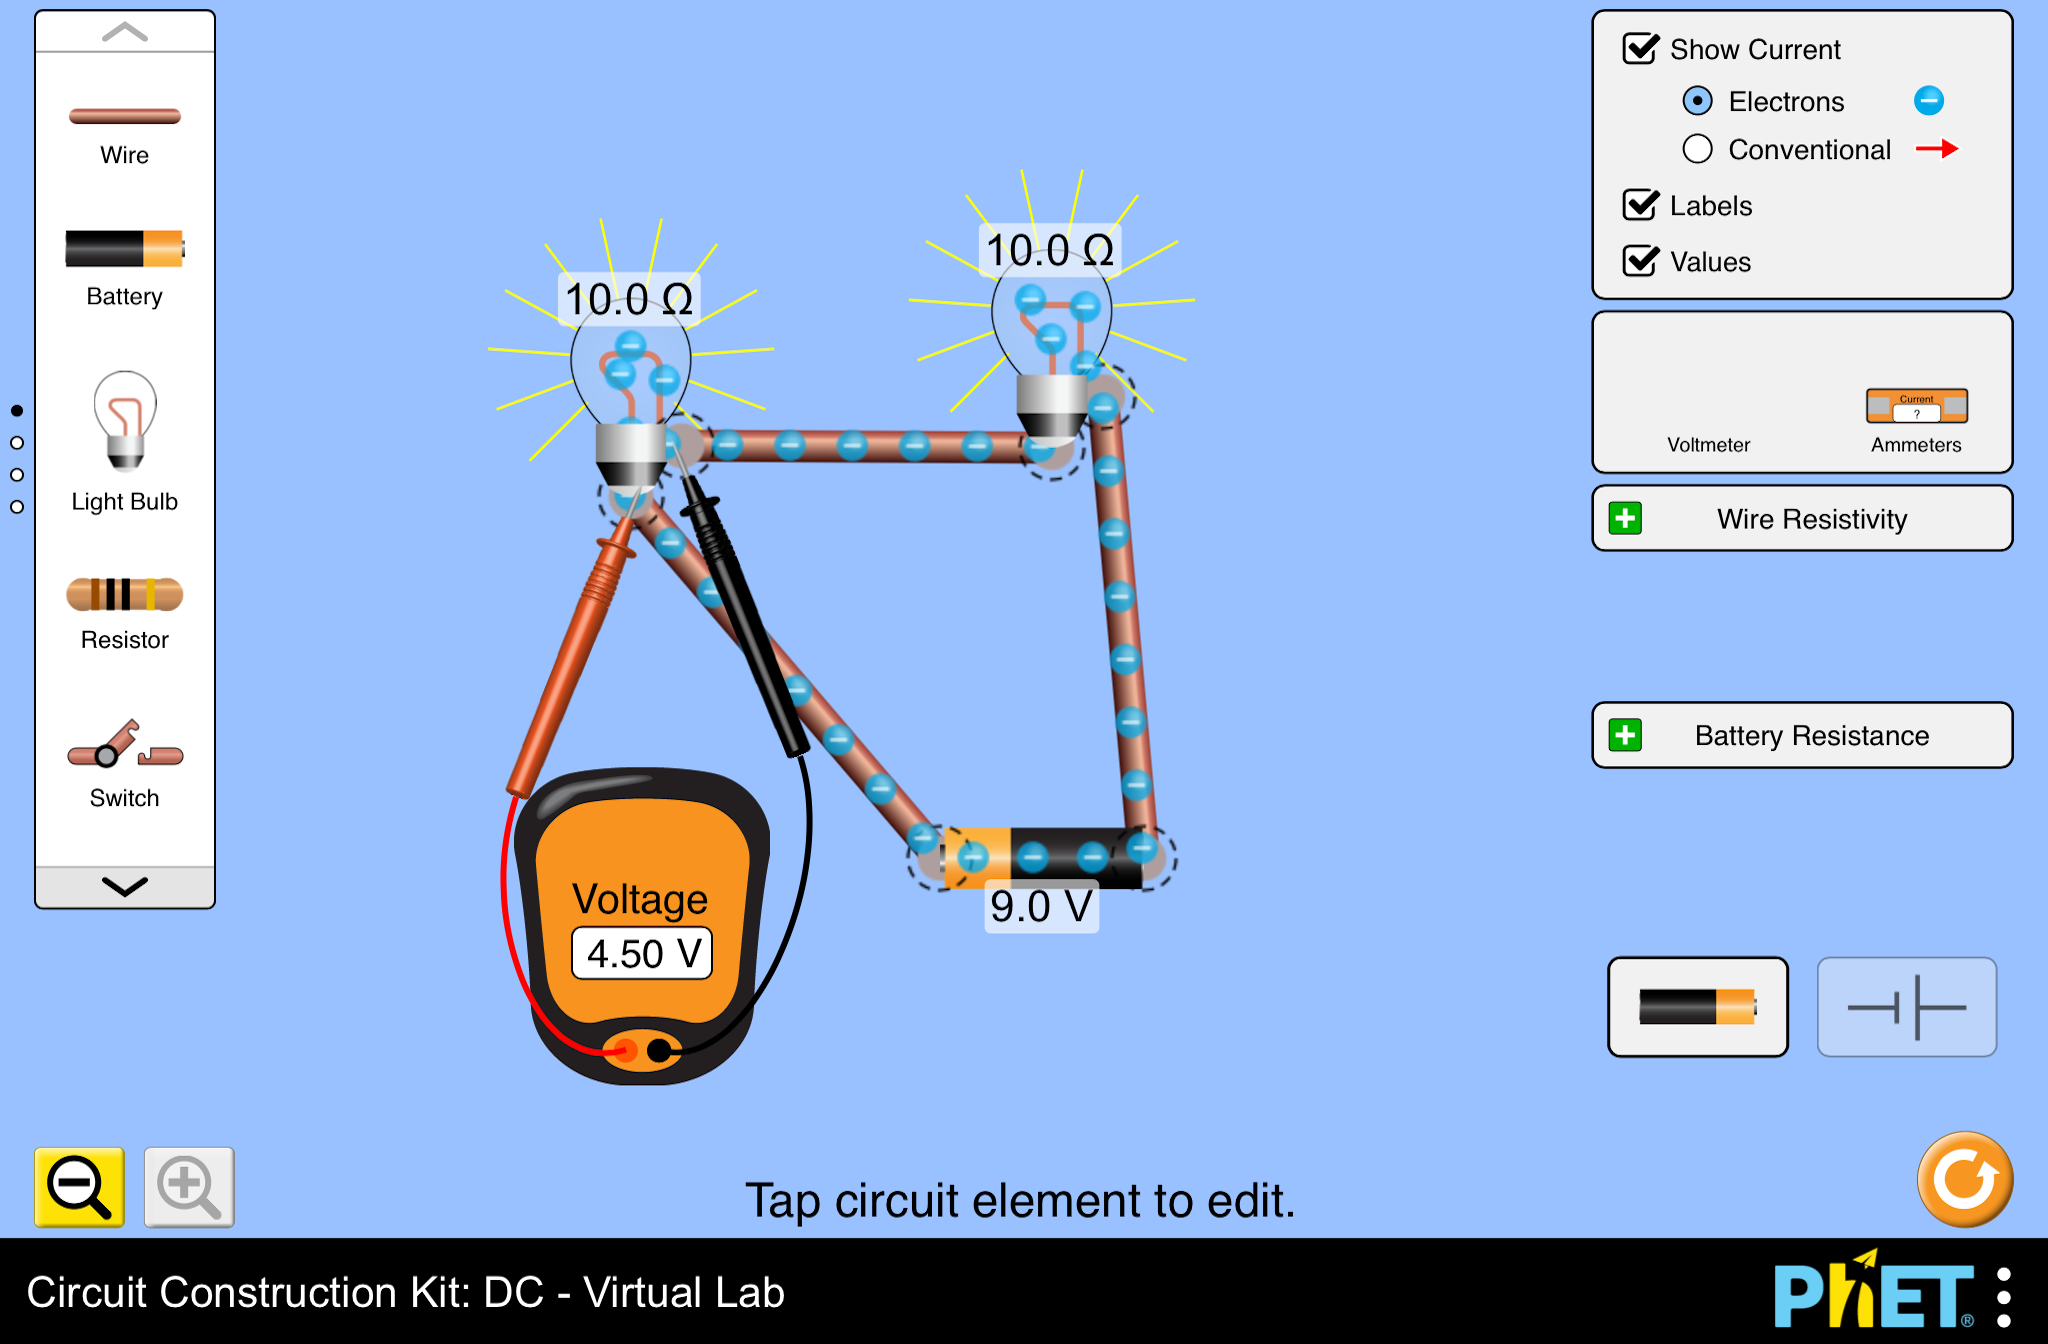 Wire
Battery
Light Bulb
Resistor
Switch
10.0 Ω
10.0 Ω
Voltage
4.50 V
9.0 V
Show Current
Electrons
Conventional
Labels
Values
Current
?
Voltmeter
Ammeters
Wire Resistivity
Battery Resistance
Tap circuit element to edit.
Circuit Construction Kit: DC - Virtual Lab
PhET®